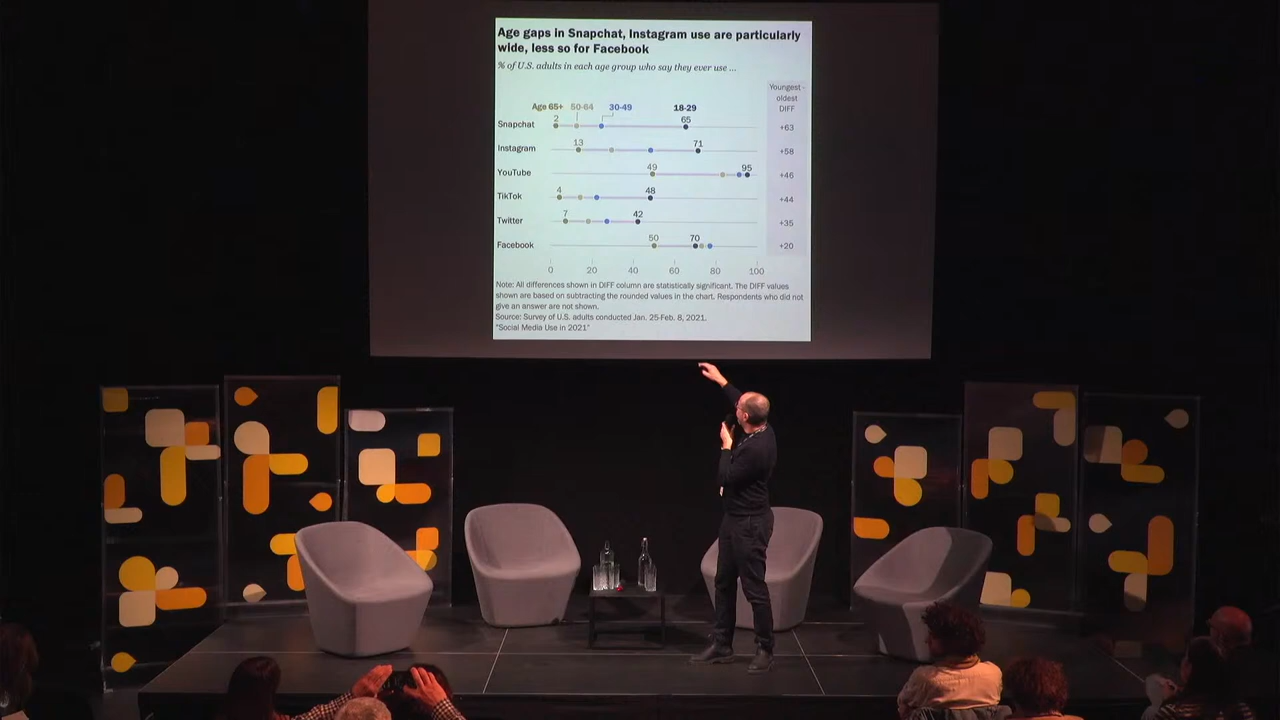 Age gaps in Snapchat, Instagram use are particularly
wide, less so for Facebook
% of U.S. adults in each age group who say they ever use ...
Youngest -
oldest
DIFF
Age 65+ 50-64 30-49 18-29
Snapchat 2 65 +63
Instagram 13 71 +58
YouTube 49 95 +46
TikTok 4 48 +44
Twitter 7 42 +35
Facebook 50 70 +20
0 20 40 60 80 100
Note: All differences shown in DIFF column are statistically significant. The DIFF values
shown are based on subtracting the rounded values in the chart. Respondents who did not
give an answer are not shown.
Source: Survey of U.S. adults conducted Jan. 25-Feb. 8, 2021.
"Social Media Use in 2021"